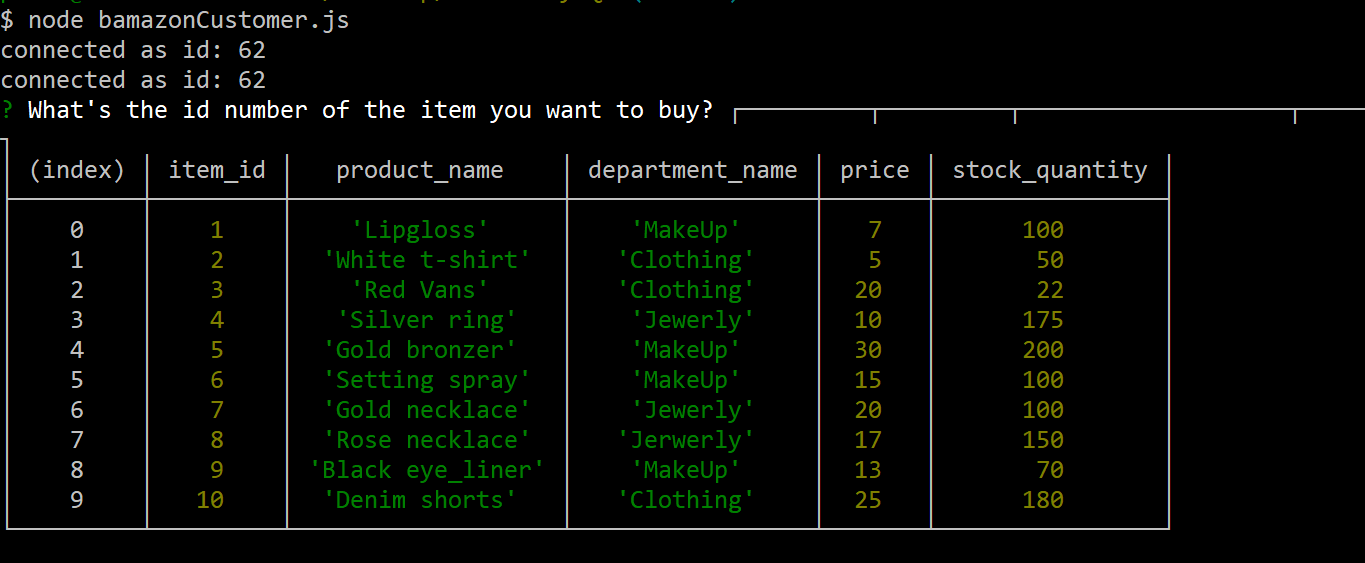 $ node bamazonCustomer.js
connected as id: 62
connected as id: 62
? What's the id number of the item you want to buy?
(index) item_id product_name department_name price stock_quantity
0 1 'Lipgloss' 'MakeUp' 7 100
1 2 'White t-shirt' 'Clothing' 5 50
2 3 'Red Vans' 'Clothing' 20 22
3 4 'Silver ring' 'Jewerly' 10 175
4 5 'Gold bronzer' 'MakeUp' 30 200
5 6 'Setting spray' 'MakeUp' 15 100
6 7 'Gold necklace' 'Jewerly' 20 100
7 8 'Rose necklace' 'Jerwerly' 17 150
8 9 'Black eye_liner' 'MakeUp' 13 70
9 10 'Denim shorts' 'Clothing' 25 180